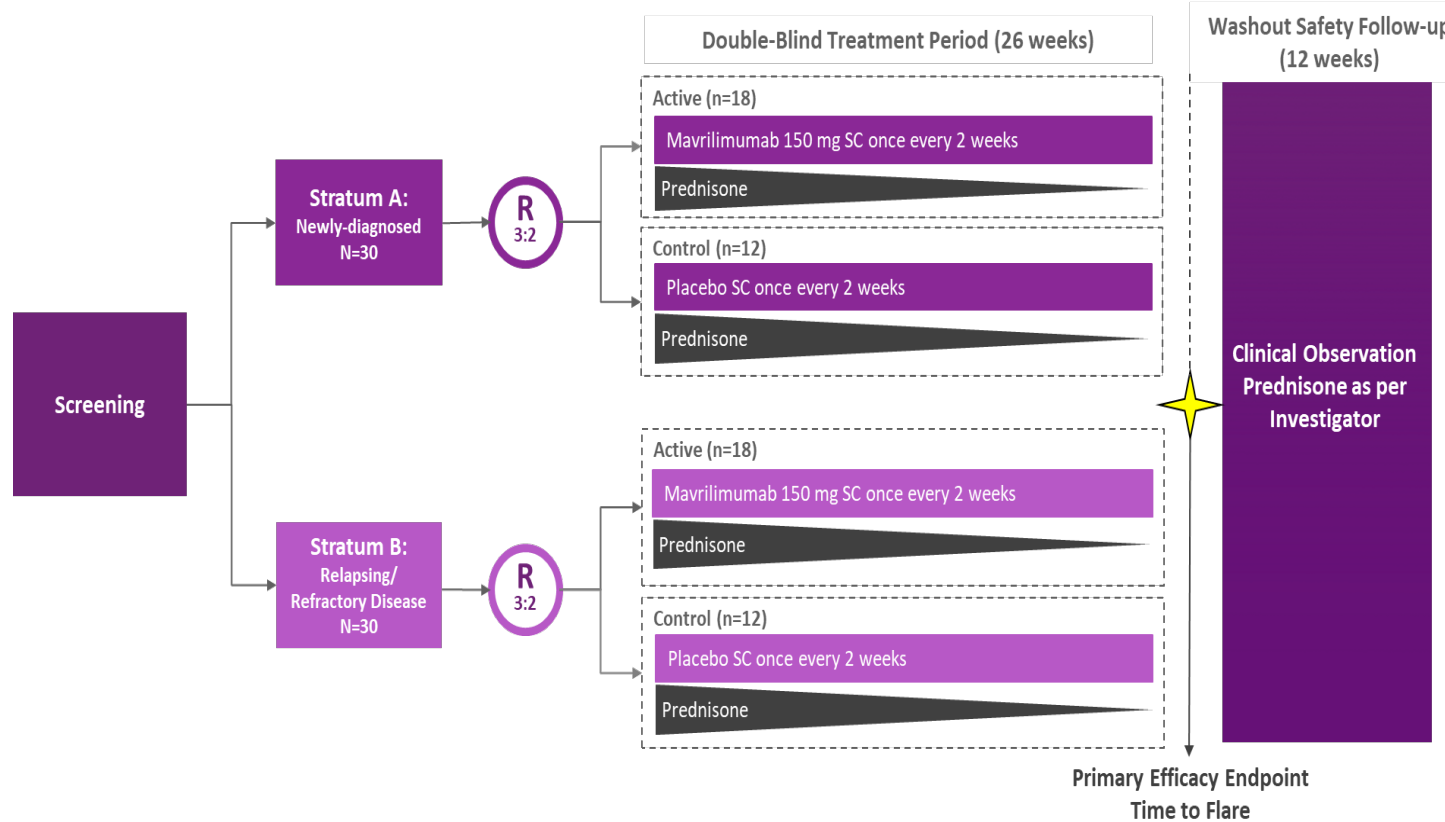 Double-Blind Treatment Period (26 weeks)
Washout Safety Follow-up
(12 weeks)
Screening
Stratum A:
Newly-diagnosed
N=30
R
3:2
Active (n=18)
Mavrilimumab 150 mg SC once every 2 weeks
Prednisone
Control (n=12)
Placebo SC once every 2 weeks
Prednisone
Stratum B:
Relapsing/
Refractory Disease
N=30
R
3:2
Active (n=18)
Mavrilimumab 150 mg SC once every 2 weeks
Prednisone
Control (n=12)
Placebo SC once every 2 weeks
Prednisone
Clinical Observation
Prednisone as per
Investigator
Primary Efficacy Endpoint
Time to Flare